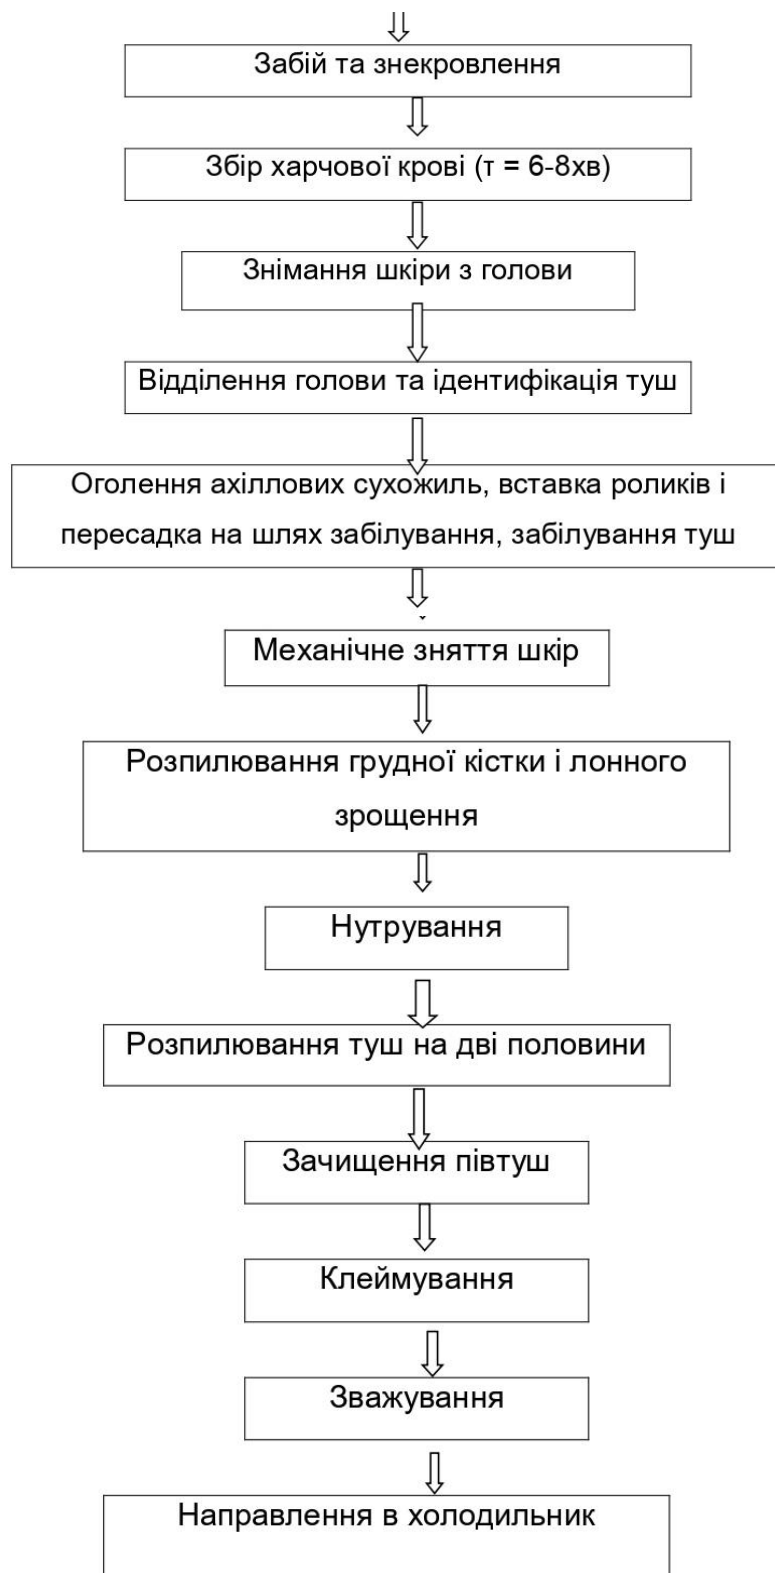 Забій та знекровлення
Збір харчової крові (т = 6-8хв)
Знімання шкіри з голови
Відділення голови та ідентифікація туш
Оголення ахіллових сухожиль, вставка роликів і
пересадка на шлях забілування, забілування туш
Механічне зняття шкір
Розпилювання грудної кістки і лонного
зрощення
Нутрування
Розпилювання туш на дві половини
Зачищення півтуш
Клеймування
Зважування
Направлення в холодильник